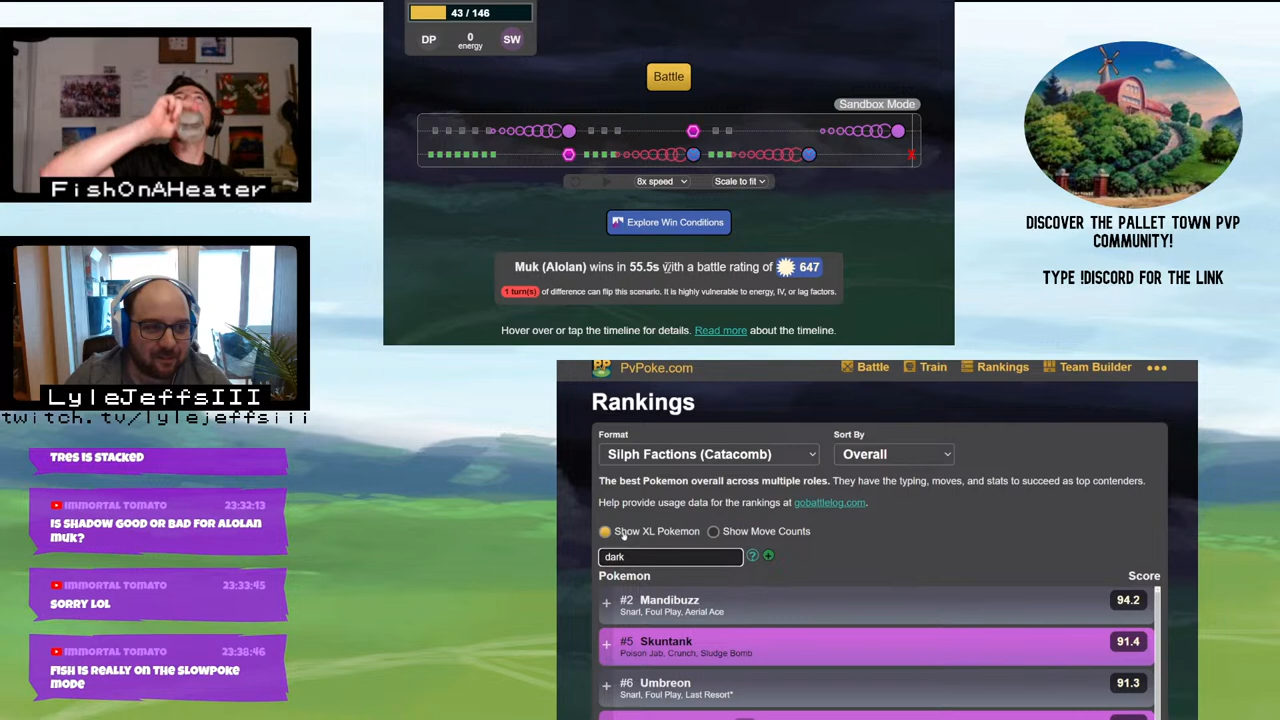 FishOnAHeater
LyleJeffsIII
twitch.tv/lylejeffsiii
TRES IS STACKED
IMMORTAL TOMATO 23:32:13
IS SHADOW GOOD OR BAD FOR ALOLAN
MUK?
IMMORTAL TOMATO 23:33:45
SORRY LOL
IMMORTAL TOMATO 23:38:46
FISH IS REALLY ON THE SLOWPOKE
MODE
43 / 146
DP 0 SW
energy
Battle
Sandbox Mode
8x speed Scale to fit
Explore Win Conditions
Muk (Alolan) wins in 55.5s with a battle rating of 647
1 turn(s) of difference can flip this scenario. It is highly vulnerable to energy, IV, or lag factors.
Hover over or tap the timeline for details. Read more about the timeline.
DISCOVER THE PALLET TOWN PVP
COMMUNITY!
TYPE !DISCORD FOR THE LINK
PvPoke.com Battle Train Rankings Team Builder
Rankings
Format Sort By
Silph Factions (Catacomb) Overall
The best Pokemon overall across multiple roles. They have the typing, moves, and stats to succeed as top contenders.
Help provide usage data for the rankings at gobattlelog.com.
Show XL Pokemon Show Move Counts
dark ? +
Pokemon Score
+ #2 Mandibuzz 94.2
Snarl, Foul Play, Aerial Ace
+ #5 Skuntank 91.4
Poison Jab, Crunch, Sludge Bomb
+ #6 Umbreon 91.3
Snarl, Foul Play, Last Resort*